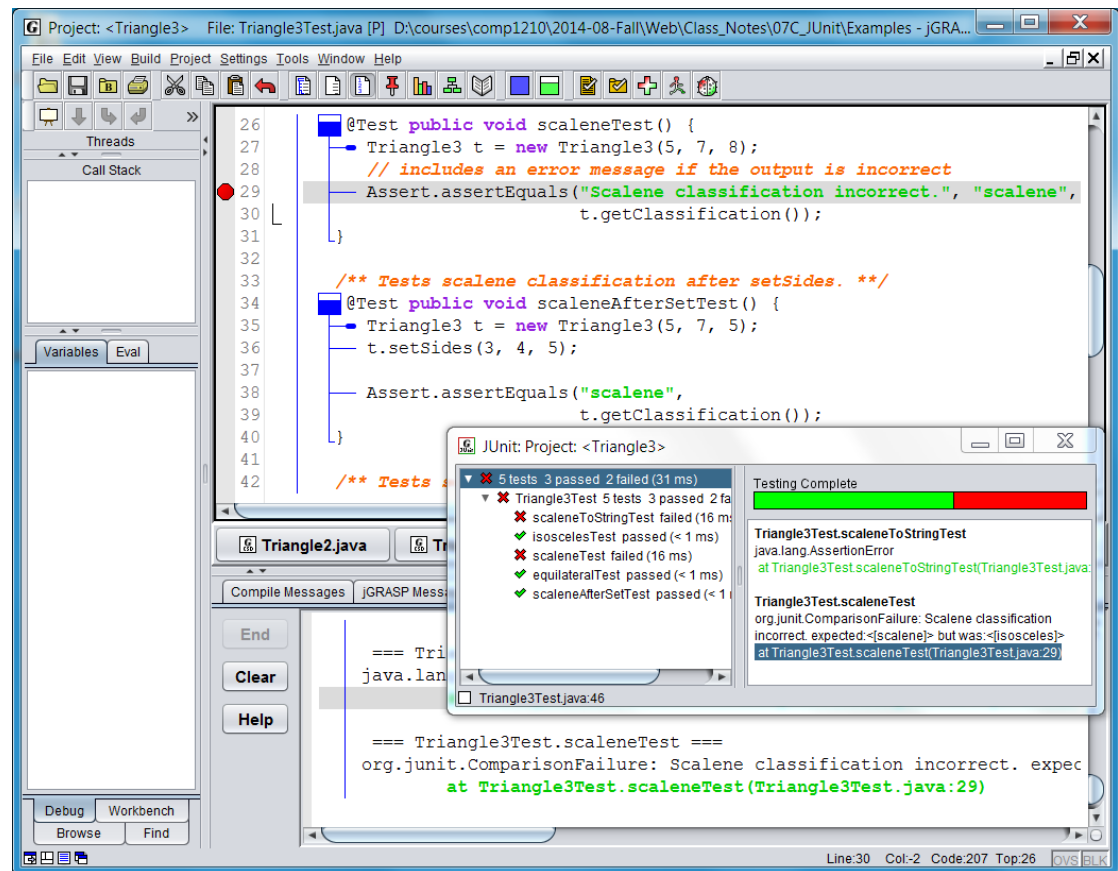 Project: <Triangle3> File: Triangle3Test.java [P] D:\courses\comp1210\2014-08-Fall\Web\Class_Notes\07C_JUnit\Examples - jGRA...
File Edit View Build Project Settings Tools Window Help
Threads
Call Stack
Variables Eval
26 @Test public void scaleneTest() {
27 Triangle3 t = new Triangle3(5, 7, 8);
28 // includes an error message if the output is incorrect
29 Assert.assertEquals("Scalene classification incorrect.", "scalene",
30 t.getClassification());
31 }
32
33 /** Tests scalene classification after setSides. **/
34 @Test public void scaleneAfterSetTest() {
35 Triangle3 t = new Triangle3(5, 7, 5);
36 t.setSides(3, 4, 5);
37
38 Assert.assertEquals("scalene",
39 t.getClassification());
40 }
41
42 /** Tests
JUnit: Project: <Triangle3>
5 tests 3 passed 2 failed (31 ms)
Triangle3Test 5 tests 3 passed 2 fa
scaleneToStringTest failed (16 ms
isoscelesTest passed (< 1 ms)
scaleneTest failed (16 ms)
equilateralTest passed (< 1 ms)
scaleneAfterSetTest passed (< 1
Testing Complete
Triangle3Test.scaleneToStringTest
java.lang.AssertionError
at Triangle3Test.scaleneToStringTest(Triangle3Test.java:
Triangle3Test.scaleneTest
org.junit.ComparisonFailure: Scalene classification
incorrect. expected:<[scalene]> but was:<[isosceles]>
at Triangle3Test.scaleneTest(Triangle3Test.java:29)
Triangle3Test.java:46
Triangle2.java Tr
Compile Messages jGRASP Mess
End
Clear
Help
=== Tri
java.lan
=== Triangle3Test.scaleneTest ===
org.junit.ComparisonFailure: Scalene classification incorrect. expec
at Triangle3Test.scaleneTest(Triangle3Test.java:29)
Debug Workbench
Browse Find
Line:30 Col:-2 Code:207 Top:26 OVS BLK